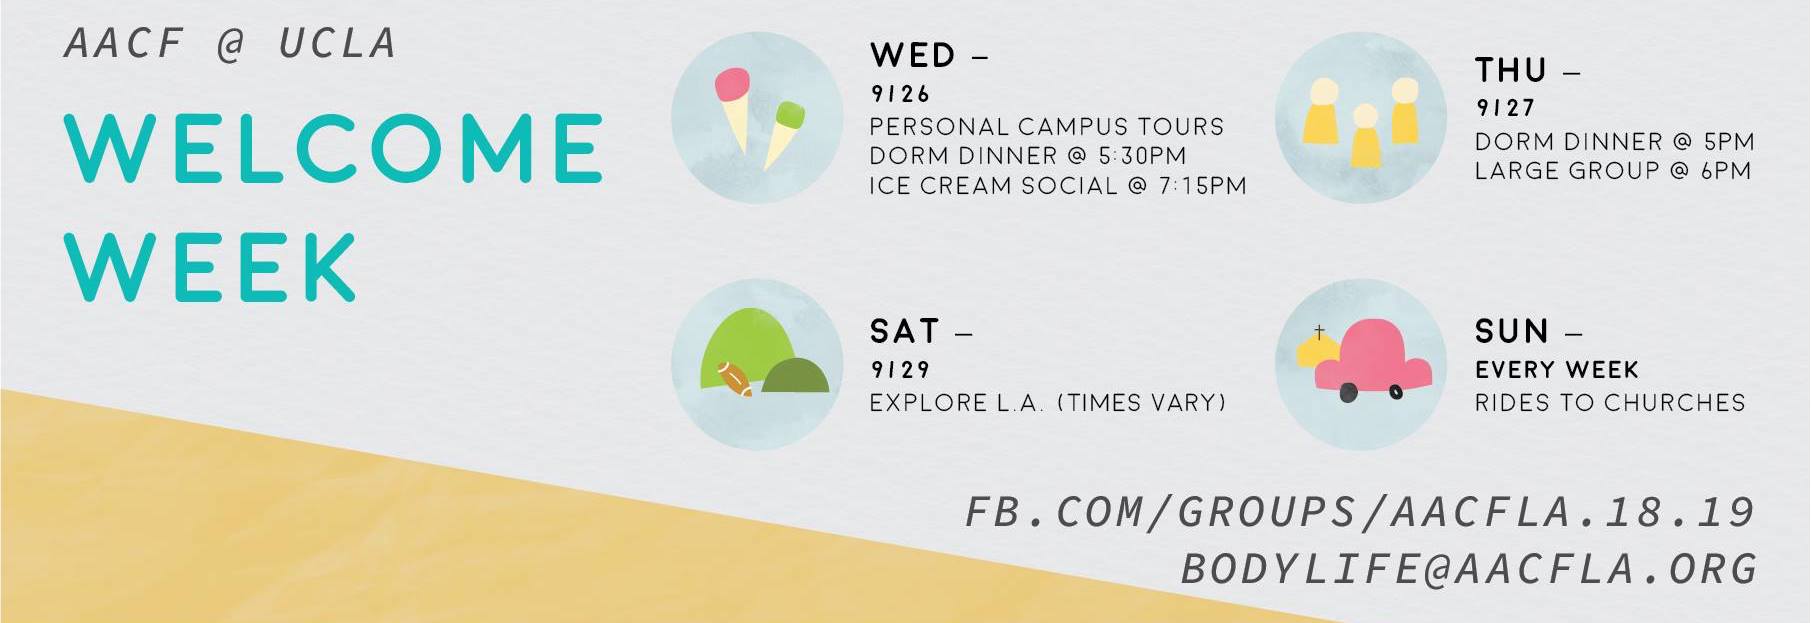 AACF @ UCLA
WELCOME
WEEK
WED –
9|26
PERSONAL CAMPUS TOURS
DORM DINNER @ 5:30PM
ICE CREAM SOCIAL @ 7:15PM
THU –
9|27
DORM DINNER @ 5PM
LARGE GROUP @ 6PM
SAT –
9|29
EXPLORE L.A. (TIMES VARY)
SUN –
EVERY WEEK
RIDES TO CHURCHES
FB.COM/GROUPS/AACFLA.18.19
BODYLIFE@AACFLA.ORG